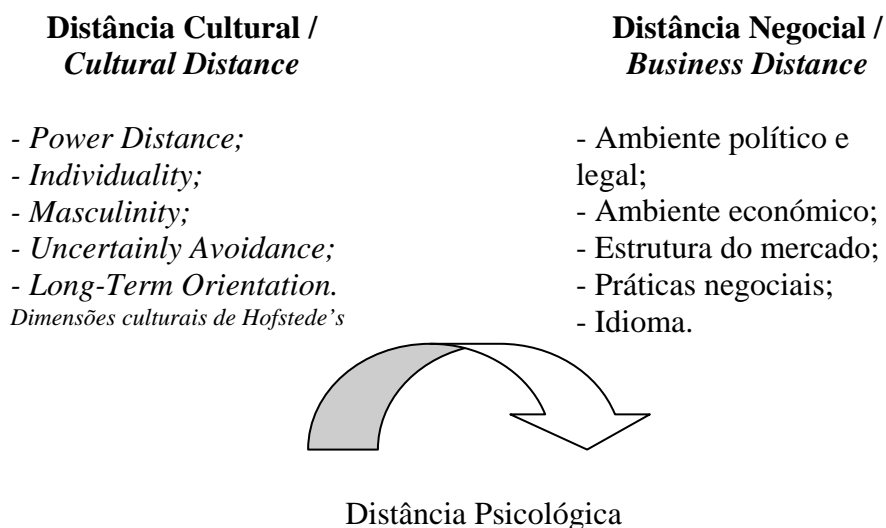 Distância Cultural /
Cultural Distance
- Power Distance;
- Individuality;
- Masculinity;
- Uncertainly Avoidance;
- Long-Term Orientation.
Dimensões culturais de Hofstede’s
Distância Negocial /
Business Distance
- Ambiente político e
legal;
- Ambiente económico;
- Estrutura do mercado;
- Práticas negociais;
- Idioma.
Distância Psicológica